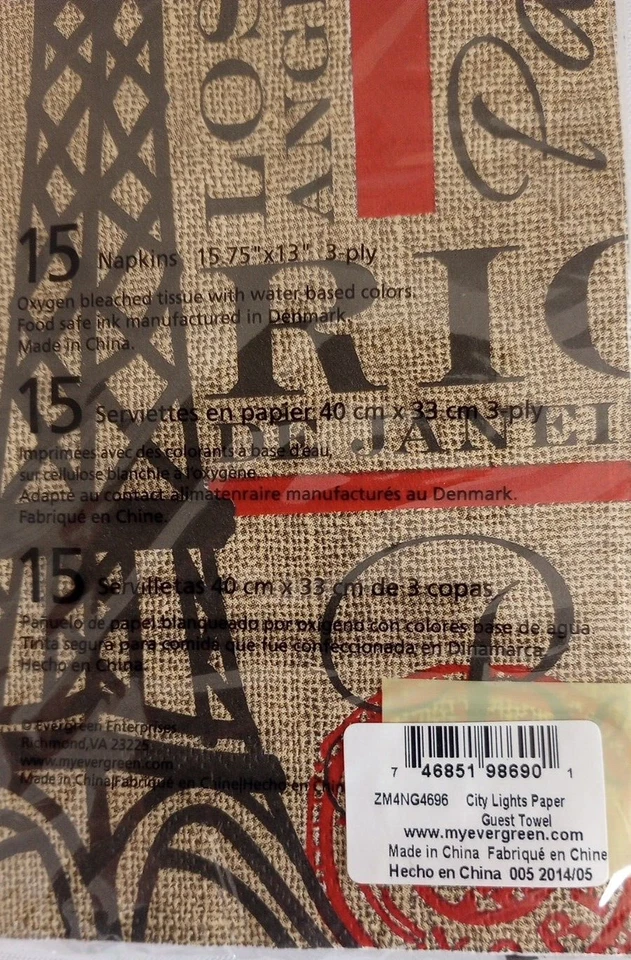 LOS
ANGE
Pa
RIO
DE JANEI
15 Napkins 15.75"x13" 3-ply
Oxygen bleached tissue with water based colors.
Food safe ink manufactured in Denmark.
Made in China.
15 Serviettes en papier 40 cm x 33 cm 3-ply
Imprimées avec des colorants à base d'eau,
sur cellulose blanchie à l'oxygène.
Adapté au contact alimatenraire manufacturés au Denmark.
Fabriqué en Chine.
15 Servilletas 40 cm x 33 cm de 3 copas
Pañuelo de papel blanqueado por oxigeno con colores base de agua.
Tinta segura para comida que fue confeccionada en Dinamarca.
Hecho en China.
© Evergreen Enterprises
Richmond,VA 23225
www.myevergreen.com
Made in China|Fabriqué en Caine|Hecho en Chin
7 46851 98690 1
ZM4NG4696 City Lights Paper
Guest Towel
www.myevergreen.com
Made in China Fabriqué en Chine
Hecho en China 005 2014/05